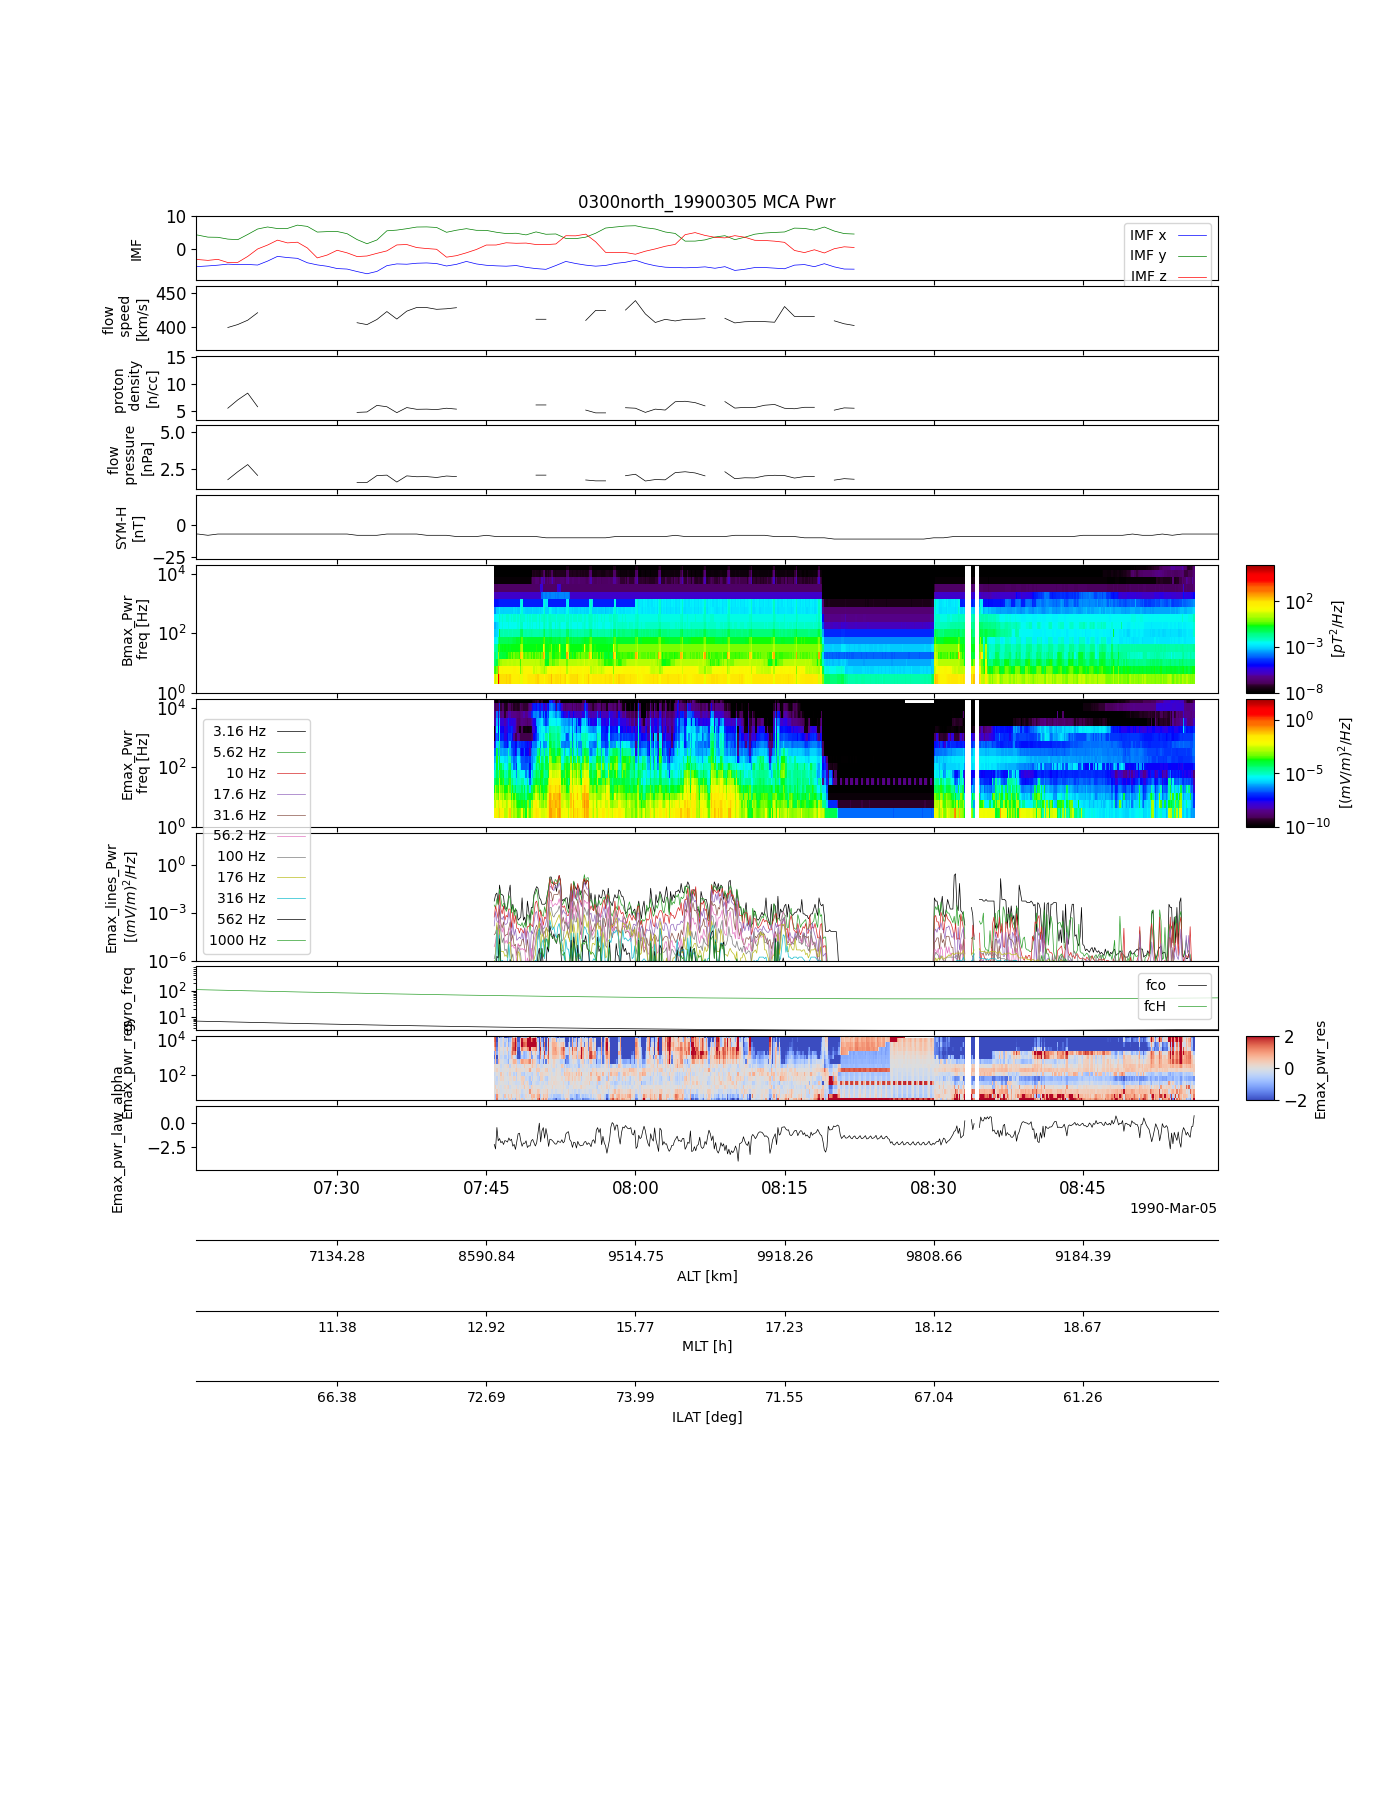 0300north_19900305 MCA Pwr
10
0
IMF
IMF x
IMF y
IMF z
450
400
flow
speed
[km/s]
15
10
5
proton
density
[n/cc]
5.0
2.5
flow
pressure
[nPa]
0
−25
SYM-H
[nT]
10^4
10^2
10^0
Bmax_Pwr
freq [Hz]
10^2
10^−3
10^−8
[pT^2/Hz]
10^4
10^2
10^0
Emax_Pwr
freq [Hz]
10^0
10^−5
10^−10
[(mV/m)^2/Hz]
3.16 Hz
5.62 Hz
10 Hz
17.6 Hz
31.6 Hz
56.2 Hz
100 Hz
176 Hz
316 Hz
562 Hz
1000 Hz
10^0
10^−3
10^−6
Emax_lines_Pwr
[(mV/m)^2/Hz]
10^2
10^1
gyro_freq
fco
fcH
10^4
10^2
Emax_pwr_res
2
0
−2
Emax_pwr_res
0.0
−2.5
Emax_pwr_law_alpha
07:30 07:45 08:00 08:15 08:30 08:45
1990-Mar-05
7134.28 8590.84 9514.75 9918.26 9808.66 9184.39
ALT [km]
11.38 12.92 15.77 17.23 18.12 18.67
MLT [h]
66.38 72.69 73.99 71.55 67.04 61.26
ILAT [deg]